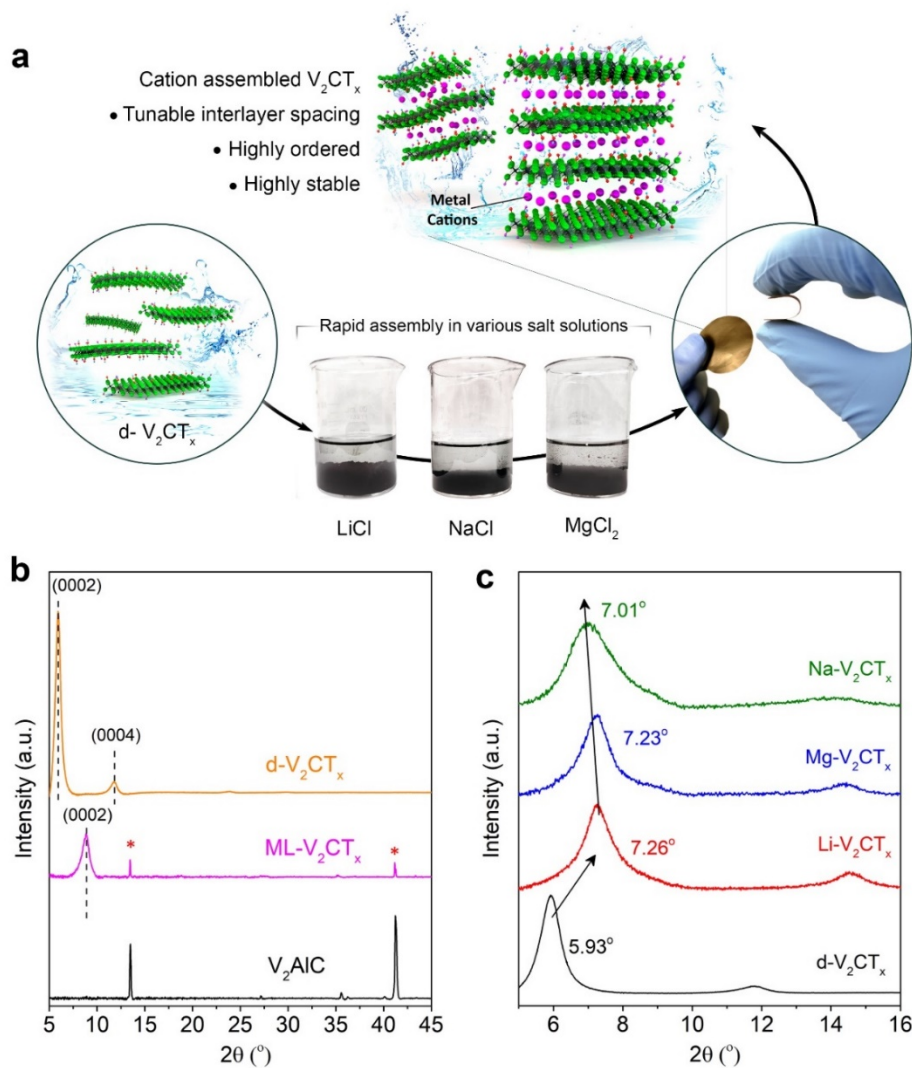 a
Cation assembled V₂CTₓ
• Tunable interlayer spacing
• Highly ordered
• Highly stable
Metal
Cations
d- V₂CTₓ
Rapid assembly in various salt solutions
LiCl
NaCl
MgCl₂
b
(0002)
(0004)
d-V₂CTₓ
(0002)
*
*
ML-V₂CTₓ
V₂AlC
Intensity (a.u.)
5 10 15 20 25 30 35 40 45
2θ (°)
c
7.01°
Na-V₂CTₓ
7.23°
Mg-V₂CTₓ
7.26°
Li-V₂CTₓ
5.93°
d-V₂CTₓ
Intensity (a.u.)
6 8 10 12 14 16
2θ (°)